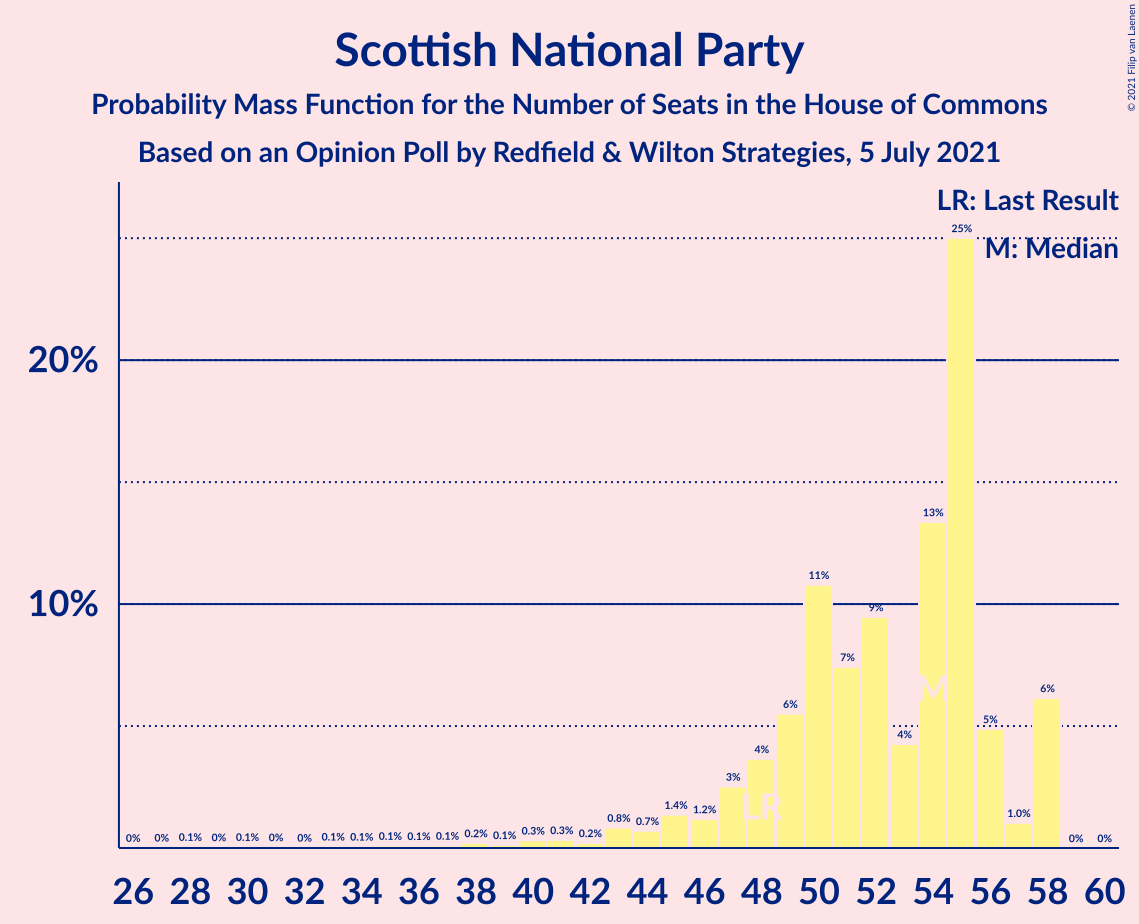 Scottish National Party
Probability Mass Function for the Number of Seats in the House of Commons
Based on an Opinion Poll by Redfield & Wilton Strategies, 5 July 2021
© 2021 Filip van Laenen
LR: Last Result
M: Median
20%
10%
0% 0% 0.1% 0% 0.1% 0% 0% 0.1% 0.1% 0.1% 0.1% 0.1% 0.2% 0.1% 0.3% 0.3% 0.2% 0.8% 0.7% 1.4% 1.2% 3% 4% 6% 11% 7% 9% 4% 13% 25% 5% 1.0% 6% 0% 0%
LR
M
26 28 30 32 34 36 38 40 42 44 46 48 50 52 54 56 58 60